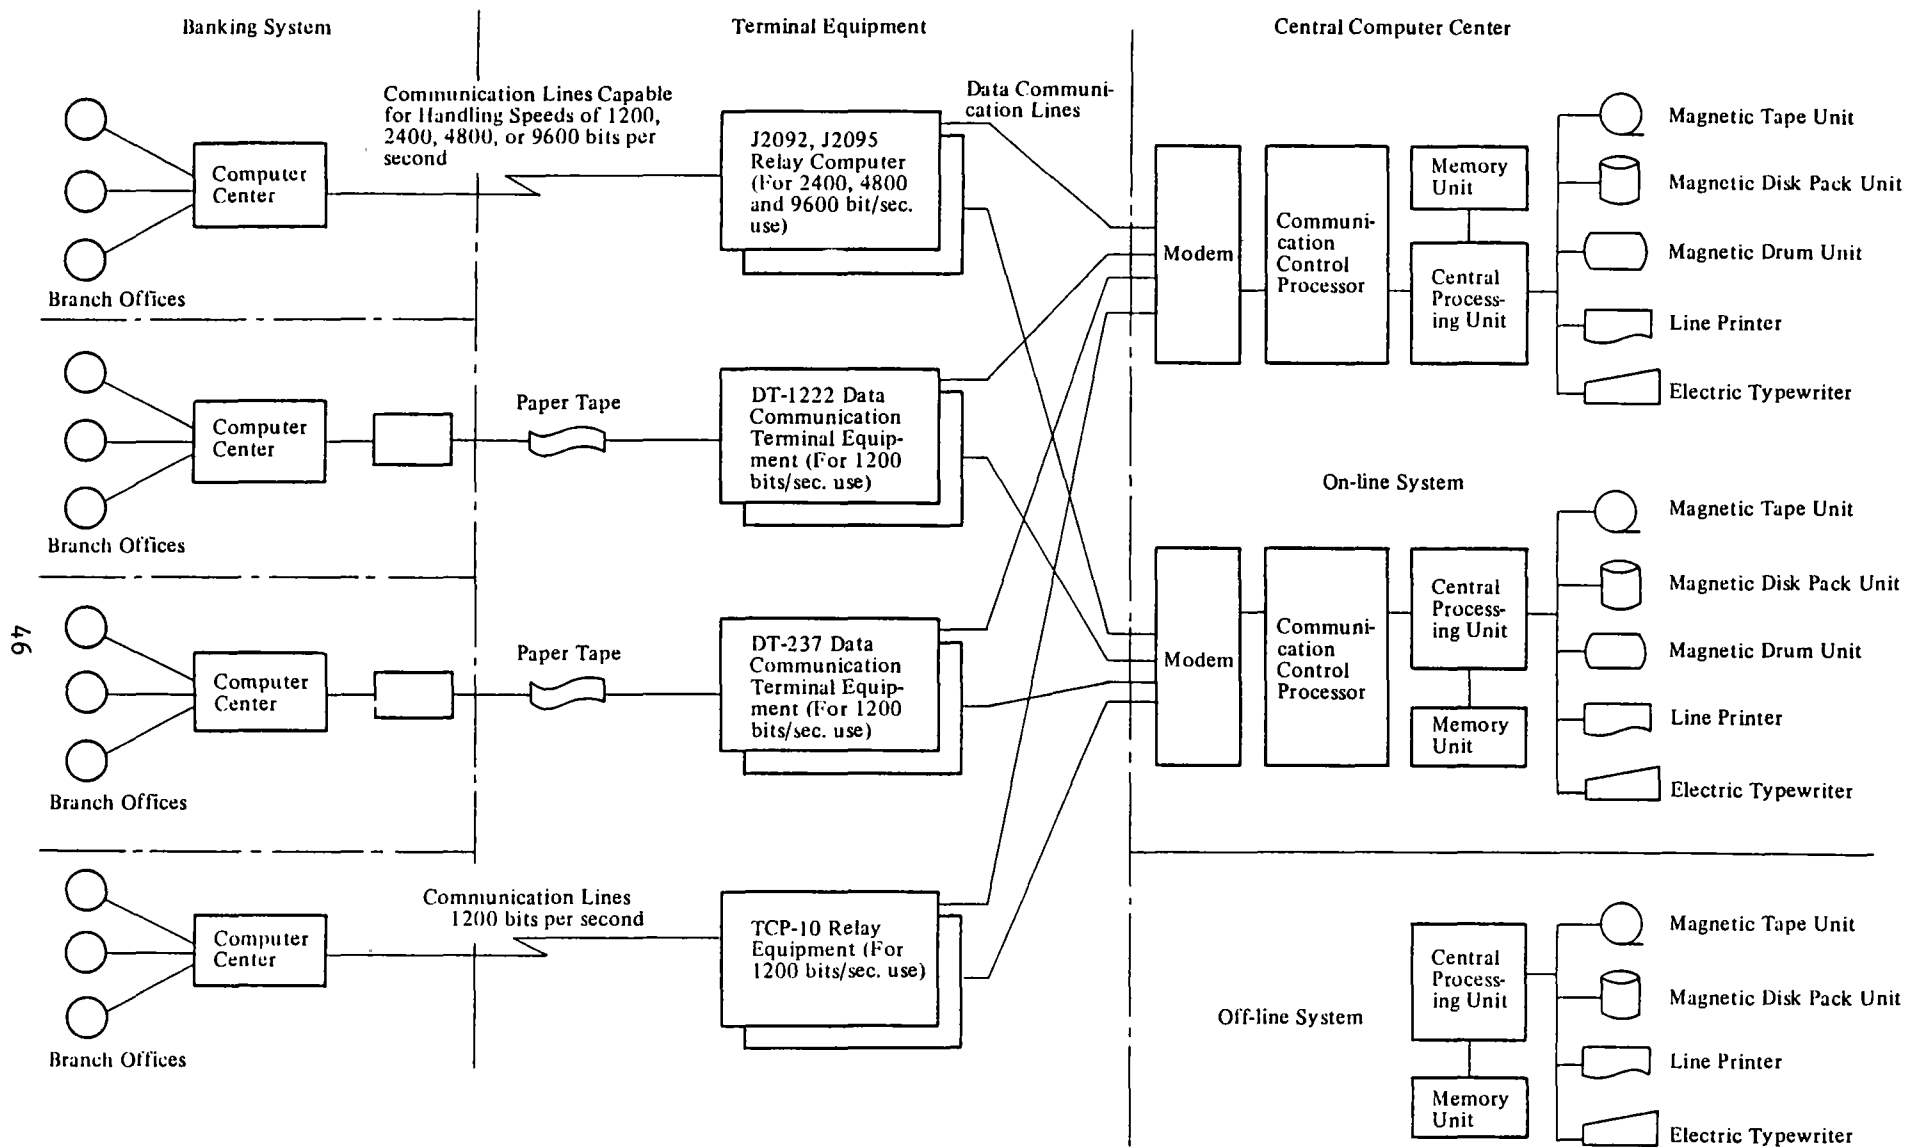 Banking System
Terminal Equipment
Central Computer Center
Communication Lines Capable
for Handling Speeds of 1200,
2400, 4800, or 9600 bits per
second
Data Communi-
cation Lines
Computer
Center
Branch Offices
J2092, J2095
Relay Computer
(For 2400, 4800
and 9600 bit/sec.
use)
Modem
Communi-
cation
Control
Processor
Memory
Unit
Central
Process-
ing Unit
Magnetic Tape Unit
Magnetic Disk Pack Unit
Magnetic Drum Unit
Line Printer
Electric Typewriter
Computer
Center
Branch Offices
Paper Tape
DT-1222 Data
Communication
Terminal Equip-
ment (For 1200
bits/sec. use)
On-line System
Computer
Center
Branch Offices
Paper Tape
DT-237 Data
Communication
Terminal Equip-
ment (For 1200
bits/sec. use)
Modem
Communi-
cation
Control
Processor
Central
Process-
ing Unit
Memory
Unit
Magnetic Tape Unit
Magnetic Disk Pack Unit
Magnetic Drum Unit
Line Printer
Electric Typewriter
46
Computer
Center
Branch Offices
Communication Lines
1200 bits per second
TCP-10 Relay
Equipment (For
1200 bits/sec. use)
Off-line System
Central
Process-
ing Unit
Memory
Unit
Magnetic Tape Unit
Magnetic Disk Pack Unit
Line Printer
Electric Typewriter